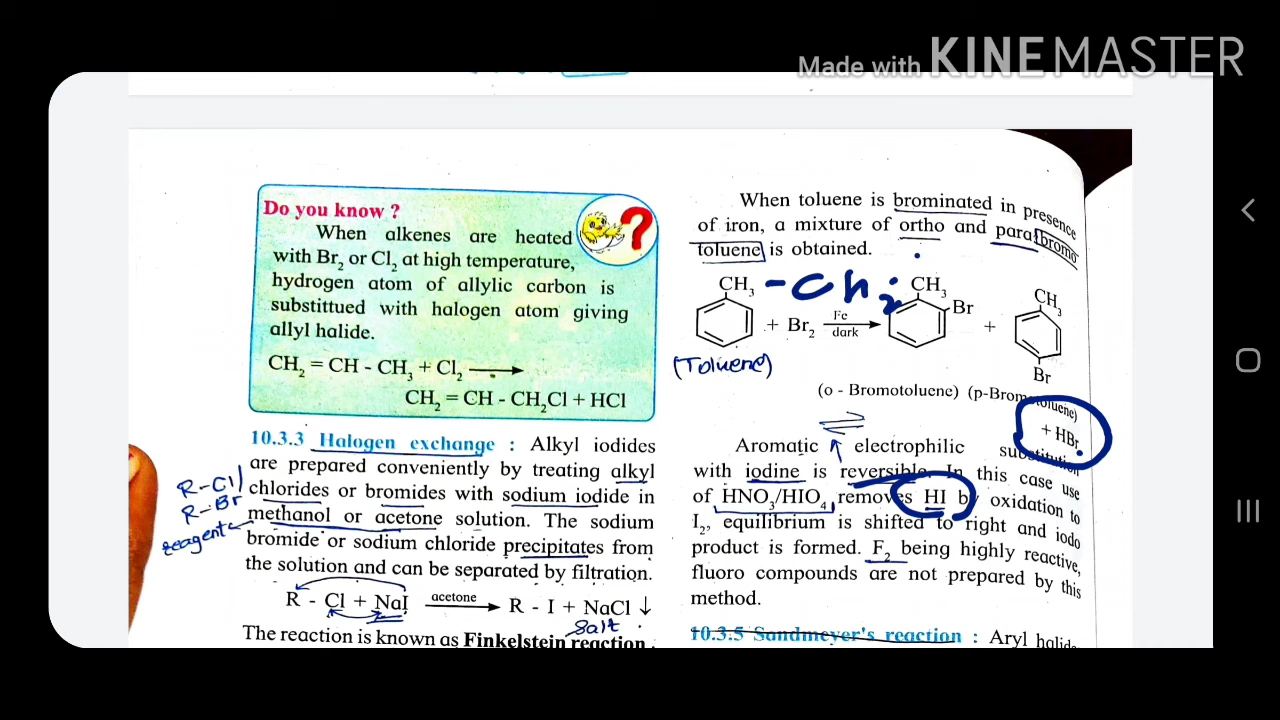 Made with KINEMASTER
Do you know ?
When alkenes are heated
with Br2 or Cl2 at high temperature,
hydrogen atom of allylic carbon is
substittued with halogen atom giving
allyl halide.
CH2 = CH - CH3 + Cl2 ⟶
CH2 = CH - CH2Cl + HCl
10.3.3 Halogen exchange : Alkyl iodides
are prepared conveniently by treating alkyl
chlorides or bromides with sodium iodide in
methanol or acetone solution. The sodium
bromide or sodium chloride precipitates from
the solution and can be separated by filtration.
R - Cl + NaI acetone ⟶ R - I + NaCl ↓
The reaction is known as Finkelstein reaction.
R-Cl
R-Br
reagent
Salt
When toluene is brominated in presence
of iron, a mixture of ortho and para bromo
toluene is obtained.
CH3 -CH2 CH3 CH3
+ Br2 Fe dark ⟶ Br +
Br
(Toluene)
(o - Bromotoluene) (p-Bromotoluene)
+ HBr
⇌
Aromatic electrophilic substitution
with iodine is reversible. In this case use
of HNO3/HIO4 removes HI by oxidation to
I2, equilibrium is shifted to right and iodo
product is formed. F2 being highly reactive,
fluoro compounds are not prepared by this
method.
10.3.5 Sandmeyer's reaction : Aryl halid